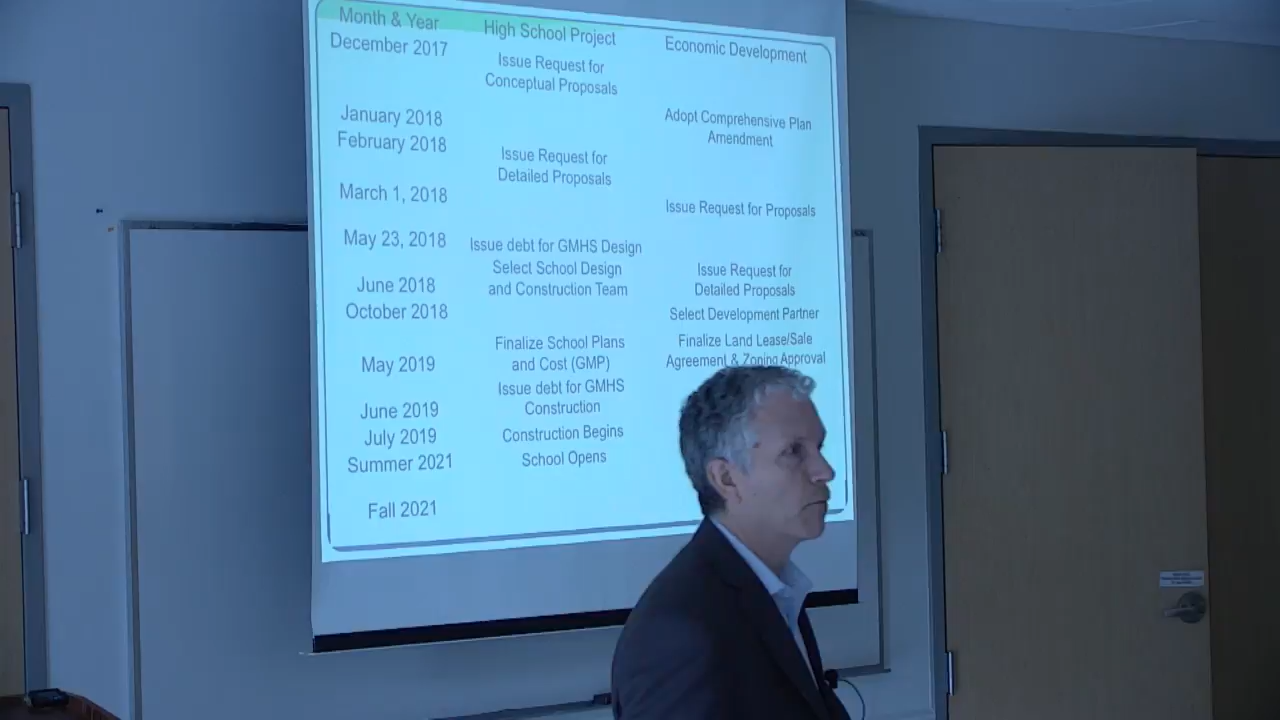 Month & Year
High School Project
Economic Development
December 2017
Issue Request for
Conceptual Proposals
January 2018
Adopt Comprehensive Plan
Amendment
February 2018
Issue Request for
Detailed Proposals
March 1, 2018
Issue Request for Proposals
May 23, 2018
Issue debt for GMHS Design
Select School Design
and Construction Team
Issue Request for
Detailed Proposals
June 2018
October 2018
Select Development Partner
Finalize School Plans
and Cost (GMP)
Finalize Land Lease/Sale
Agreement & Zoning Approval
May 2019
Issue debt for GMHS
Construction
June 2019
July 2019
Construction Begins
Summer 2021
School Opens
Fall 2021